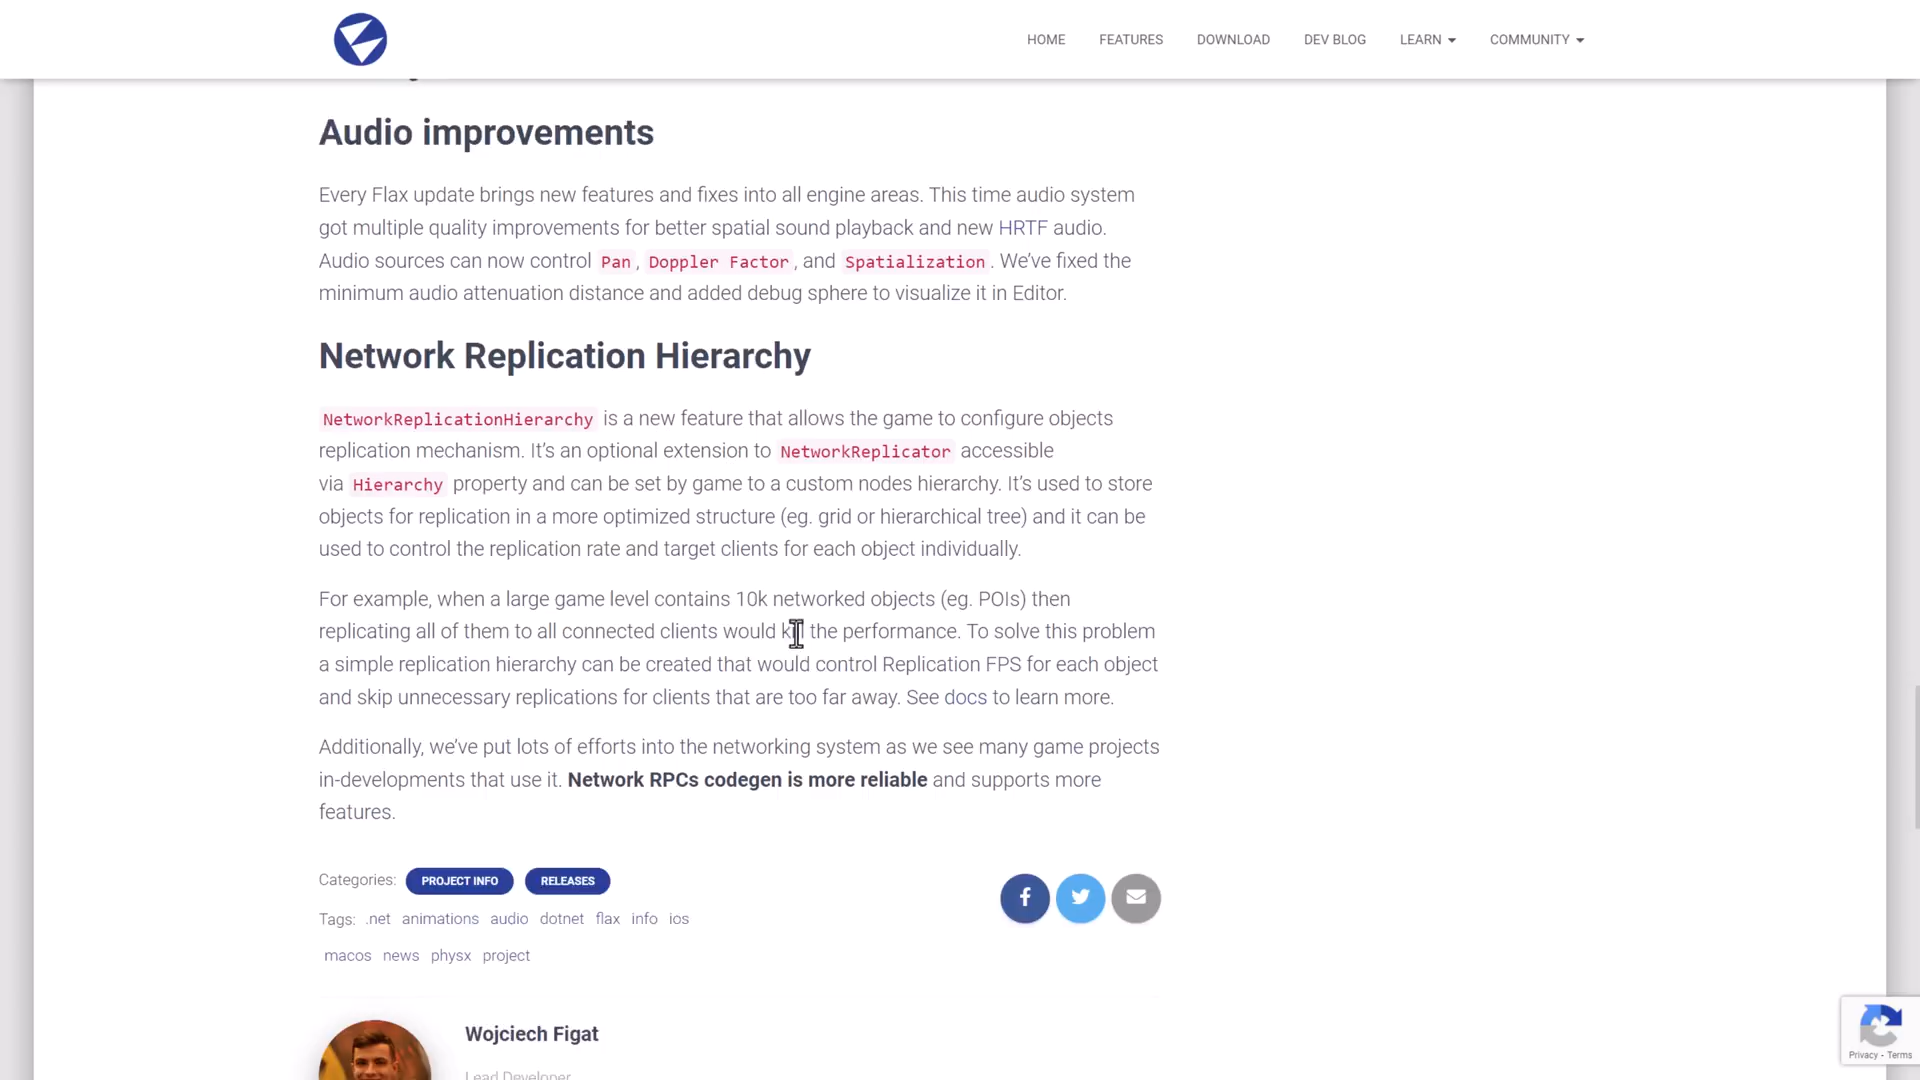 HOME FEATURES DOWNLOAD DEV BLOG LEARN COMMUNITY
Audio improvements
Every Flax update brings new features and fixes into all engine areas. This time audio system
got multiple quality improvements for better spatial sound playback and new HRTF audio.
Audio sources can now control Pan, Doppler Factor, and Spatialization. We’ve fixed the
minimum audio attenuation distance and added debug sphere to visualize it in Editor.
Network Replication Hierarchy
NetworkReplicationHierarchy is a new feature that allows the game to configure objects
replication mechanism. It’s an optional extension to NetworkReplicator accessible
via Hierarchy property and can be set by game to a custom nodes hierarchy. It’s used to store
objects for replication in a more optimized structure (eg. grid or hierarchical tree) and it can be
used to control the replication rate and target clients for each object individually.
For example, when a large game level contains 10k networked objects (eg. POIs) then
replicating all of them to all connected clients would kill the performance. To solve this problem
a simple replication hierarchy can be created that would control Replication FPS for each object
and skip unnecessary replications for clients that are too far away. See docs to learn more.
Additionally, we’ve put lots of efforts into the networking system as we see many game projects
in-developments that use it. Network RPCs codegen is more reliable and supports more
features.
Categories: PROJECT INFO RELEASES
Tags: .net animations audio dotnet flax info ios
macos news physx project
Wojciech Figat
Lead Developer
Privacy - Terms